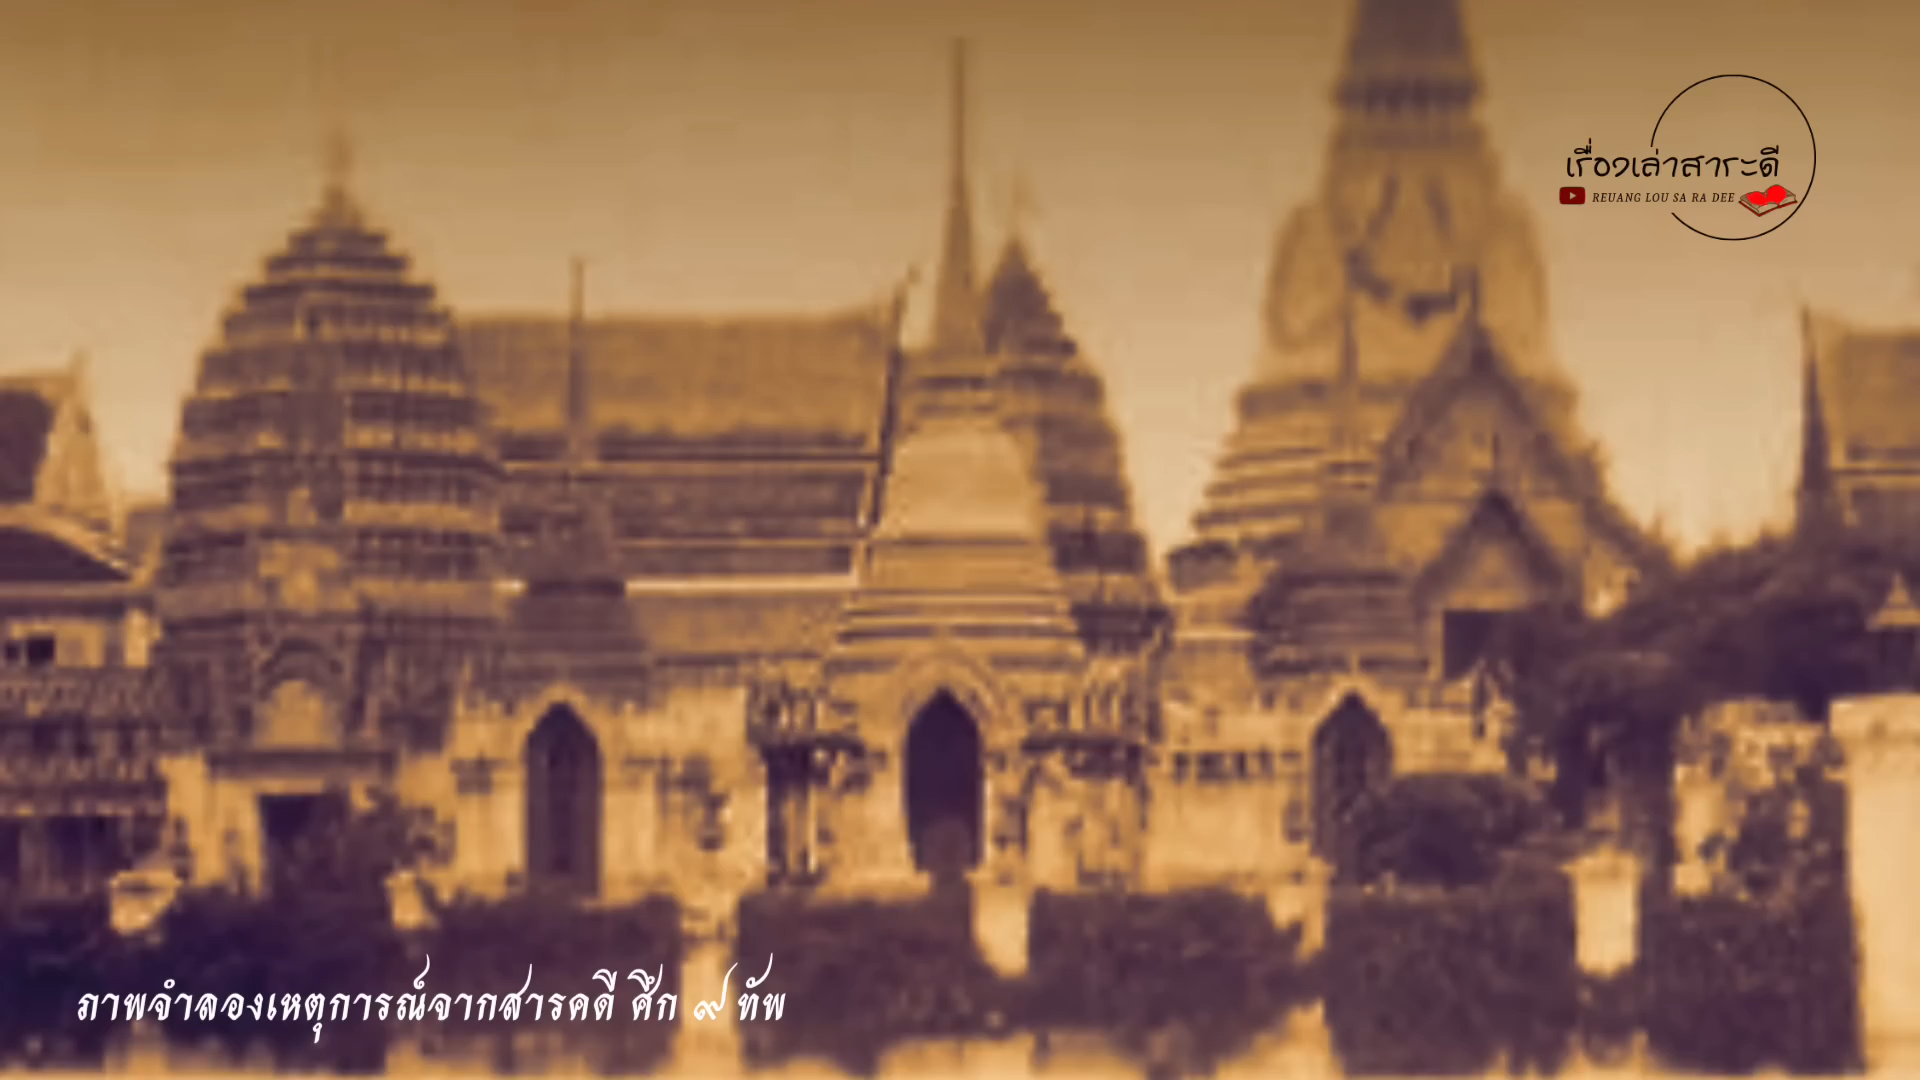 เรื่องเล่าสาระดี
REUANG LOU SA RA DEE
ภาพจำลองเหตุการณ์จากสารคดี ศึก ๙ ทัพ